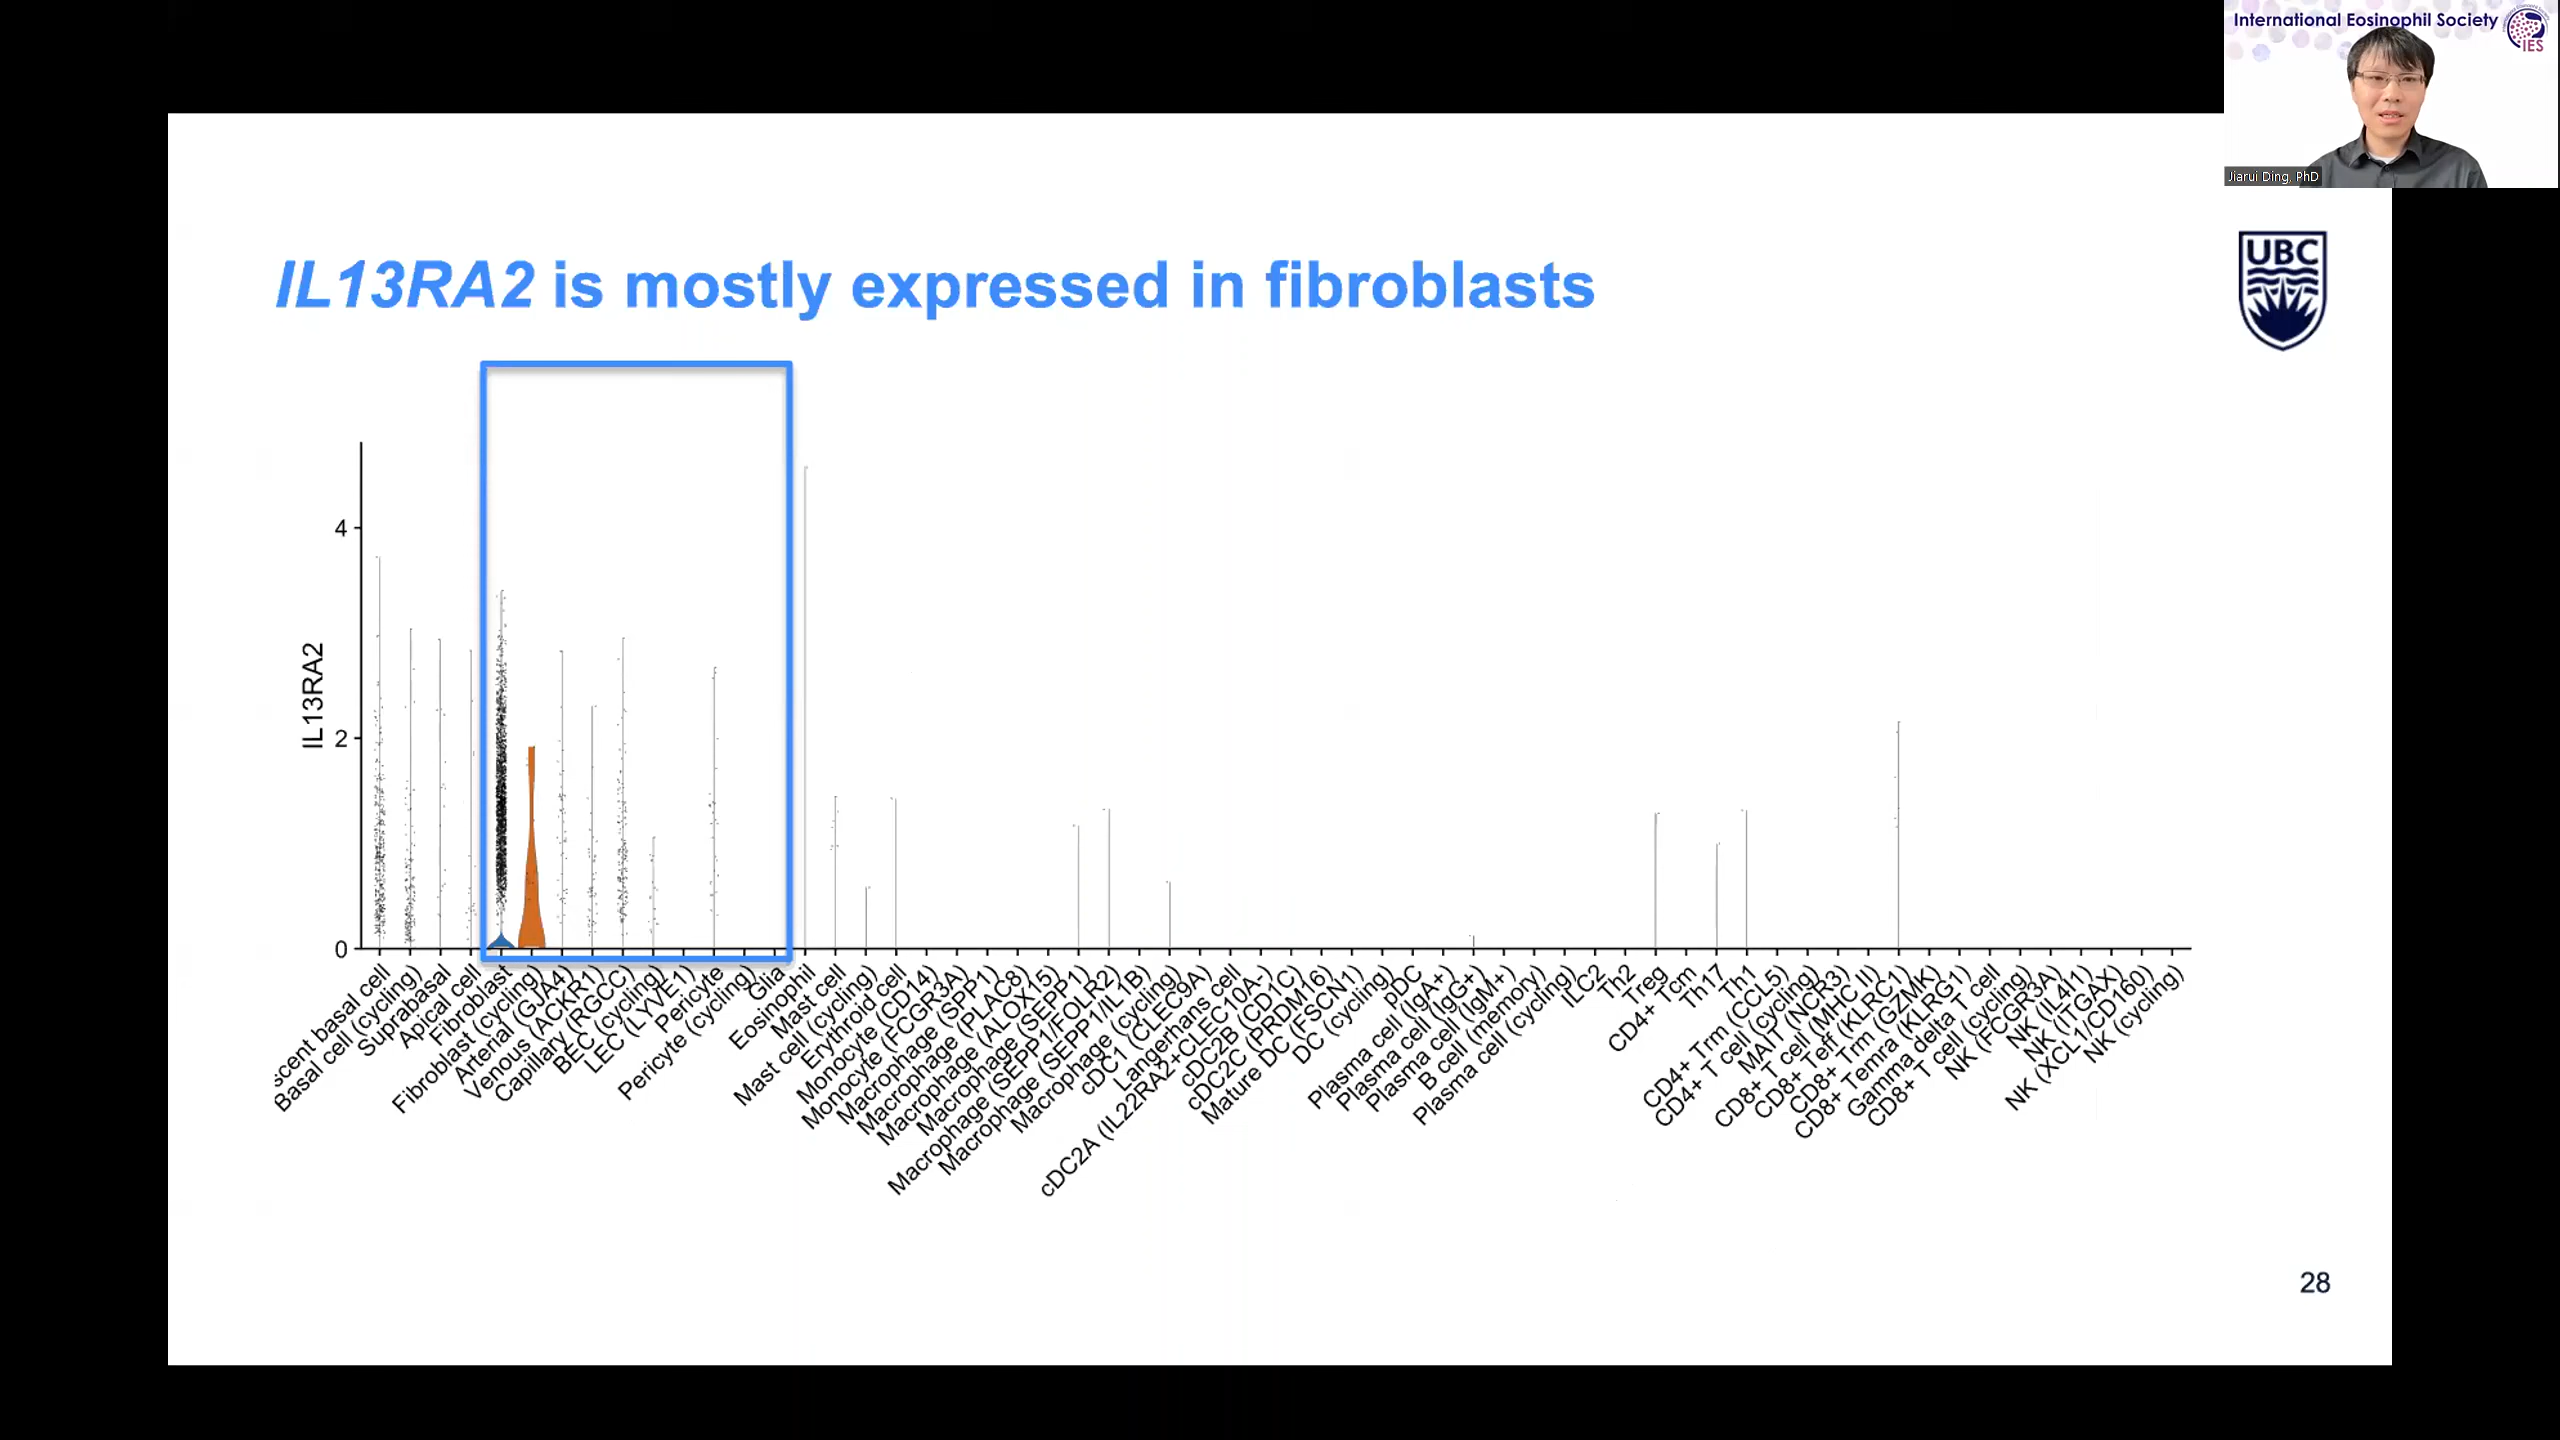 International Eosinophil Society
IES
Jiarui Ding, PhD
UBC
IL13RA2 is mostly expressed in fibroblasts
IL13RA2
4
2
0
scent basal cell
Basal cell (cycling)
Suprabasal
Apical cell
Fibroblast
Fibroblast (cycling)
Arterial (GJA4)
Venous (ACKR1)
Capillary (RGCC)
BEC (cycling)
LEC (LYVE1)
Pericyte
Pericyte (cycling)
Glia
Eosinophil
Mast cell
Mast cell (cycling)
Erythroid cell
Monocyte (CD14)
Monocyte (FCGR3A)
Macrophage (SPP1)
Macrophage (PLAC8)
Macrophage (ALOX15)
Macrophage (SEPP1)
Macrophage (SEPP1/FOLR2)
Macrophage (SEPP1/IL1B)
Macrophage (cycling)
cDC1 (CLEC9A)
Langerhans cell
cDC2A (IL22RA2+CLEC10A-)
cDC2B (CD1C)
cDC2C (PRDM16)
Mature DC (FSCN1)
DC (cycling)
pDC
Plasma cell (IgA+)
Plasma cell (IgG+)
Plasma cell (IgM+)
B cell (memory)
Plasma cell (cycling)
ILC2
Th2
Treg
CD4+ Tcm
Th17
Th1
CD4+ Trm (CCL5)
CD4+ T cell (cycling)
MAIT (NCR3)
CD8+ T cell (MHC II)
CD8+ Teff (KLRC1)
CD8+ Trm (GZMK)
CD8+ Temra (KLRG1)
Gamma delta T cell
CD8+ T cell (cycling)
NK (FCGR3A)
NK (IL4I1)
NK (ITGAX)
NK (XCL1/CD160)
NK (cycling)
28